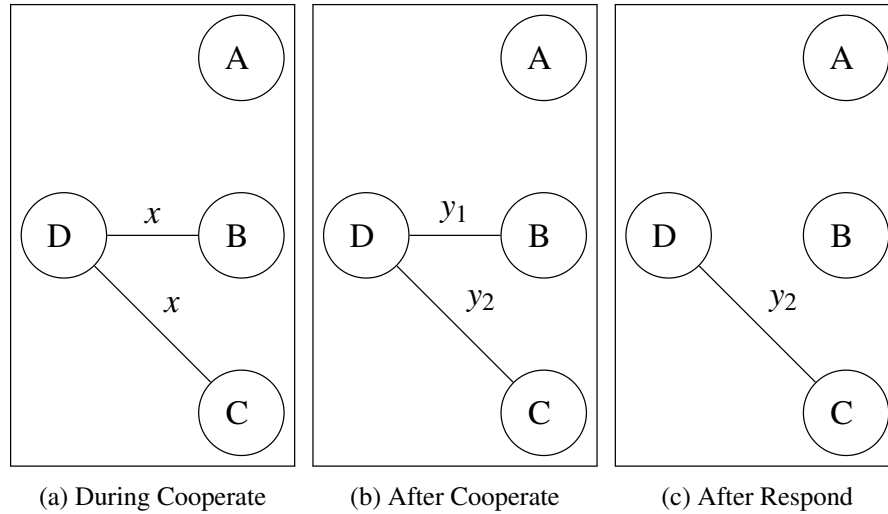 A
D
x
B
x
C
(a) During Cooperate
A
D
y₁
B
y₂
C
(b) After Cooperate
A
D
B
y₂
C
(c) After Respond